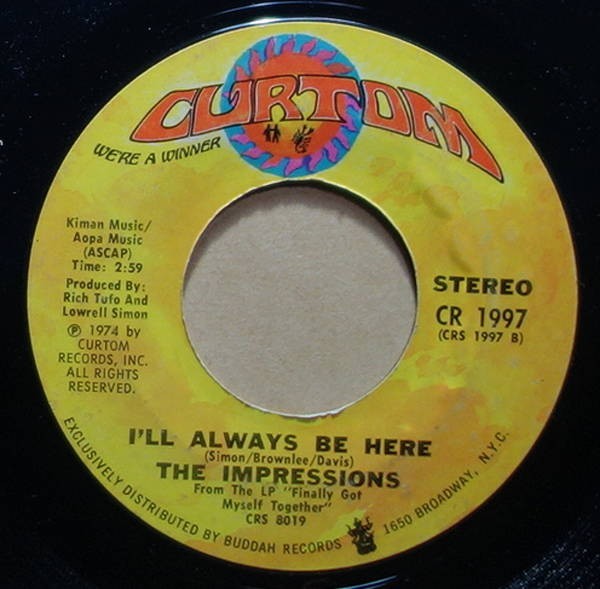 CURTOM
WE'RE A WINNER
Kiman Music/
Aopa Music
(ASCAP)
Time: 2:59
Produced By:
Rich Tufo And
Lowrell Simon
℗ 1974 by
CURTOM
RECORDS, INC.
ALL RIGHTS
RESERVED.
STEREO
CR 1997
(CRS 1997 B)
I'LL ALWAYS BE HERE
(Simon/Brownlee/Davis)
THE IMPRESSIONS
From The LP "Finally Got
Myself Together"
CRS 8019
EXCLUSIVELY DISTRIBUTED BY BUDDAH RECORDS 1650 BROADWAY, N.Y.C.